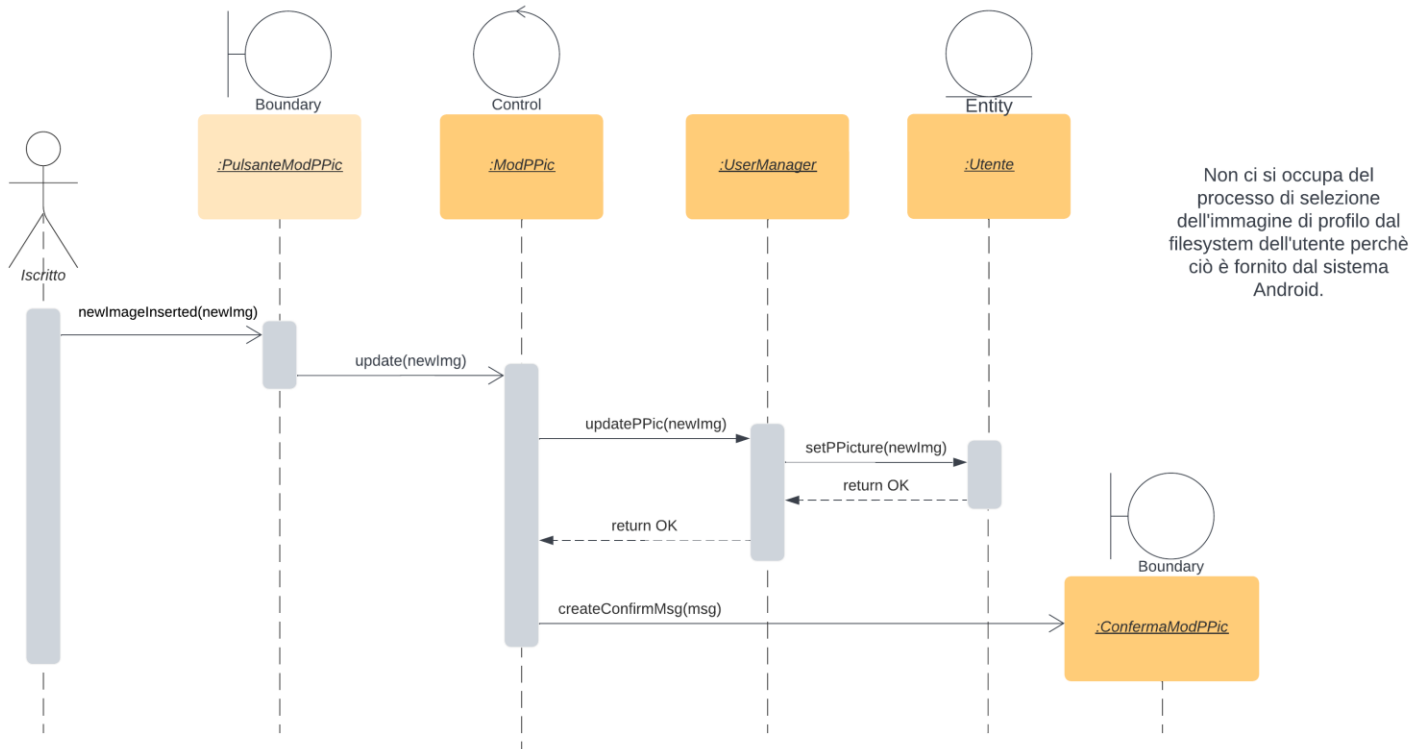 Boundary
Control
Entity
:PulsanteModPPic
:ModPPic
:UserManager
:Utente
Non ci si occupa del
processo di selezione
dell'immagine di profilo dal
filesystem dell'utente perchè
ciò è fornito dal sistema
Android.
Iscritto
newImageInserted(newImg)
update(newImg)
updatePPic(newImg)
setPPicture(newImg)
return OK
return OK
Boundary
createConfirmMsg(msg)
:ConfermaModPPic